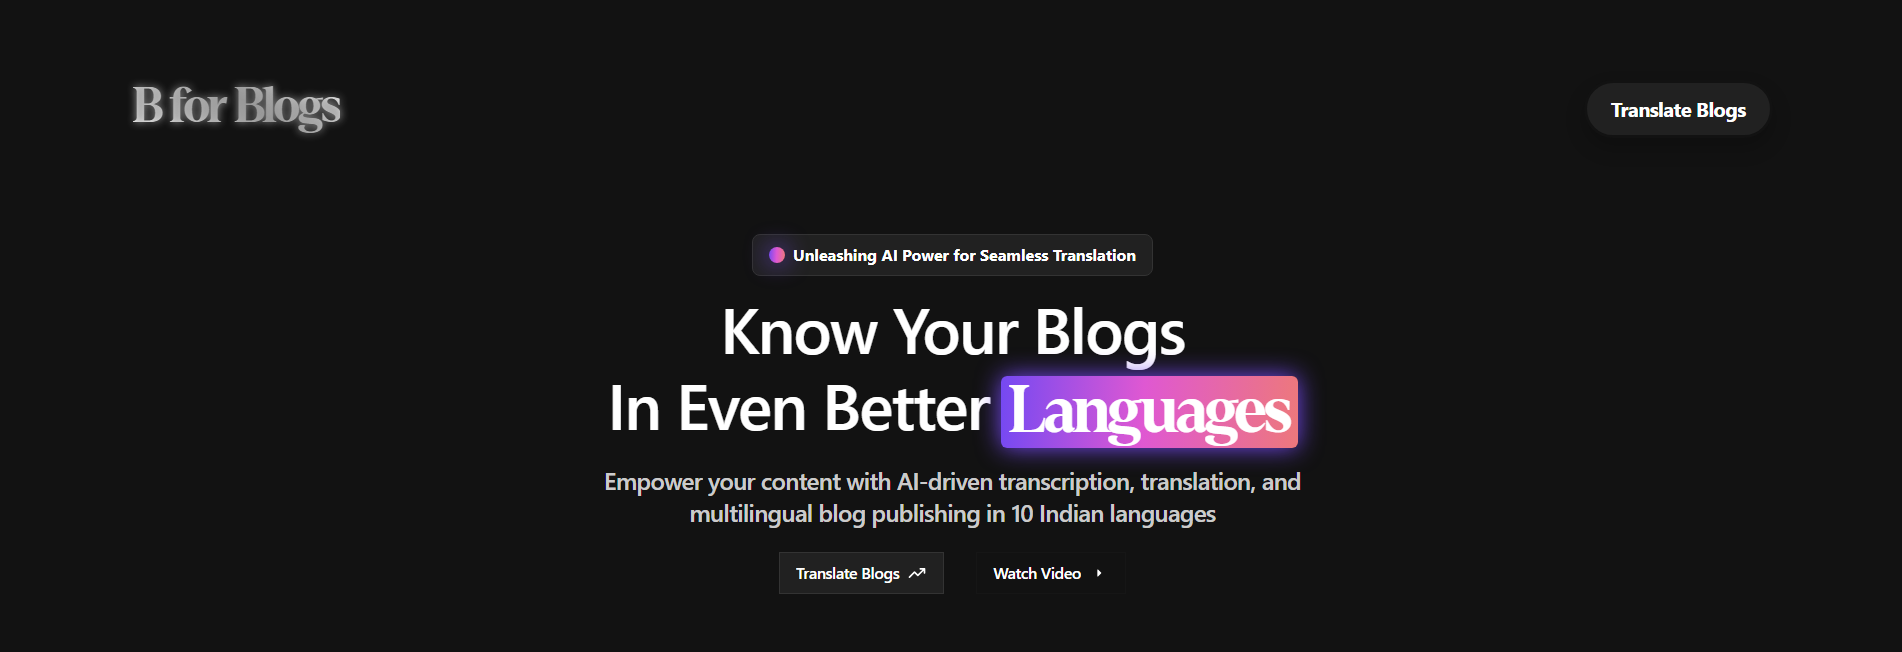 B for Blogs
Translate Blogs
Unleashing AI Power for Seamless Translation
Know Your Blogs
In Even Better Languages
Empower your content with AI-driven transcription, translation, and
multilingual blog publishing in 10 Indian languages
Translate Blogs
Watch Video